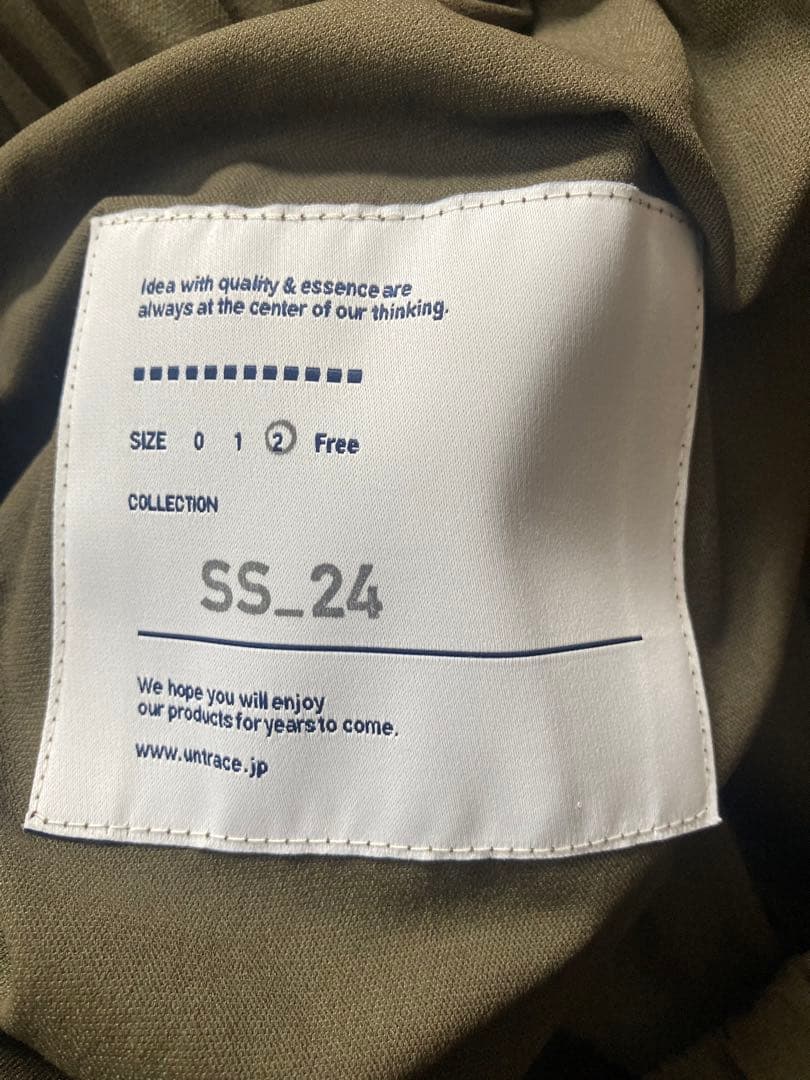 Idea with quality & essence are
always at the center of our thinking.
SIZE 0 1 2 Free
COLLECTION
SS_24
We hope you will enjoy
our products for years to come.
www.untrace.jp